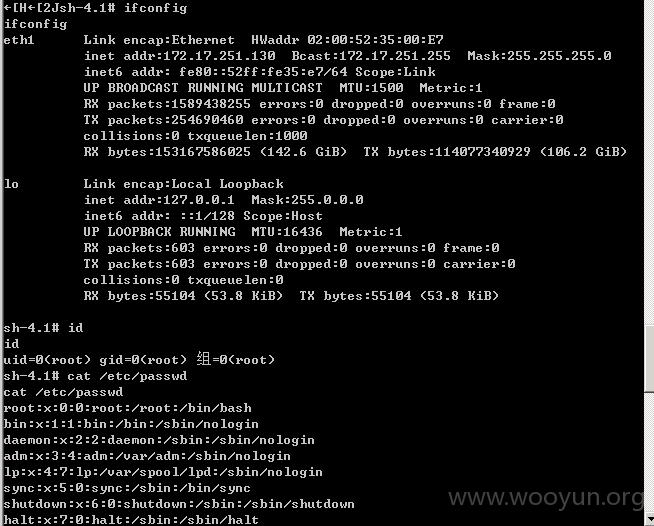 ←[H←[2Jsh-4.1# ifconfig
ifconfig
eth1 Link encap:Ethernet HWaddr 02:00:52:35:00:E7
inet addr:172.17.251.130 Bcast:172.17.251.255 Mask:255.255.255.0
inet6 addr: fe80::52ff:fe35:e7/64 Scope:Link
UP BROADCAST RUNNING MULTICAST MTU:1500 Metric:1
RX packets:1589438255 errors:0 dropped:0 overruns:0 frame:0
TX packets:254690460 errors:0 dropped:0 overruns:0 carrier:0
collisions:0 txqueuelen:1000
RX bytes:153167586025 (142.6 GiB) TX bytes:114077340929 (106.2 GiB)
lo Link encap:Local Loopback
inet addr:127.0.0.1 Mask:255.0.0.0
inet6 addr: ::1/128 Scope:Host
UP LOOPBACK RUNNING MTU:16436 Metric:1
RX packets:603 errors:0 dropped:0 overruns:0 frame:0
TX packets:603 errors:0 dropped:0 overruns:0 carrier:0
collisions:0 txqueuelen:0
RX bytes:55104 (53.8 KiB) TX bytes:55104 (53.8 KiB)
sh-4.1# id
id
uid=0(root) gid=0(root) 组=0(root)
sh-4.1# cat /etc/passwd
cat /etc/passwd
root:x:0:0:root:/root:/bin/bash
bin:x:1:1:bin:/bin:/sbin/nologin
daemon:x:2:2:daemon:/sbin:/sbin/nologin
adm:x:3:4:adm:/var/adm:/sbin/nologin
lp:x:4:7:lp:/var/spool/lpd:/sbin/nologin
sync:x:5:0:sync:/sbin:/bin/sync
shutdown:x:6:0:shutdown:/sbin:/sbin/shutdown
halt:x:7:0:halt:/sbin:/sbin/halt
www.wooyun.org